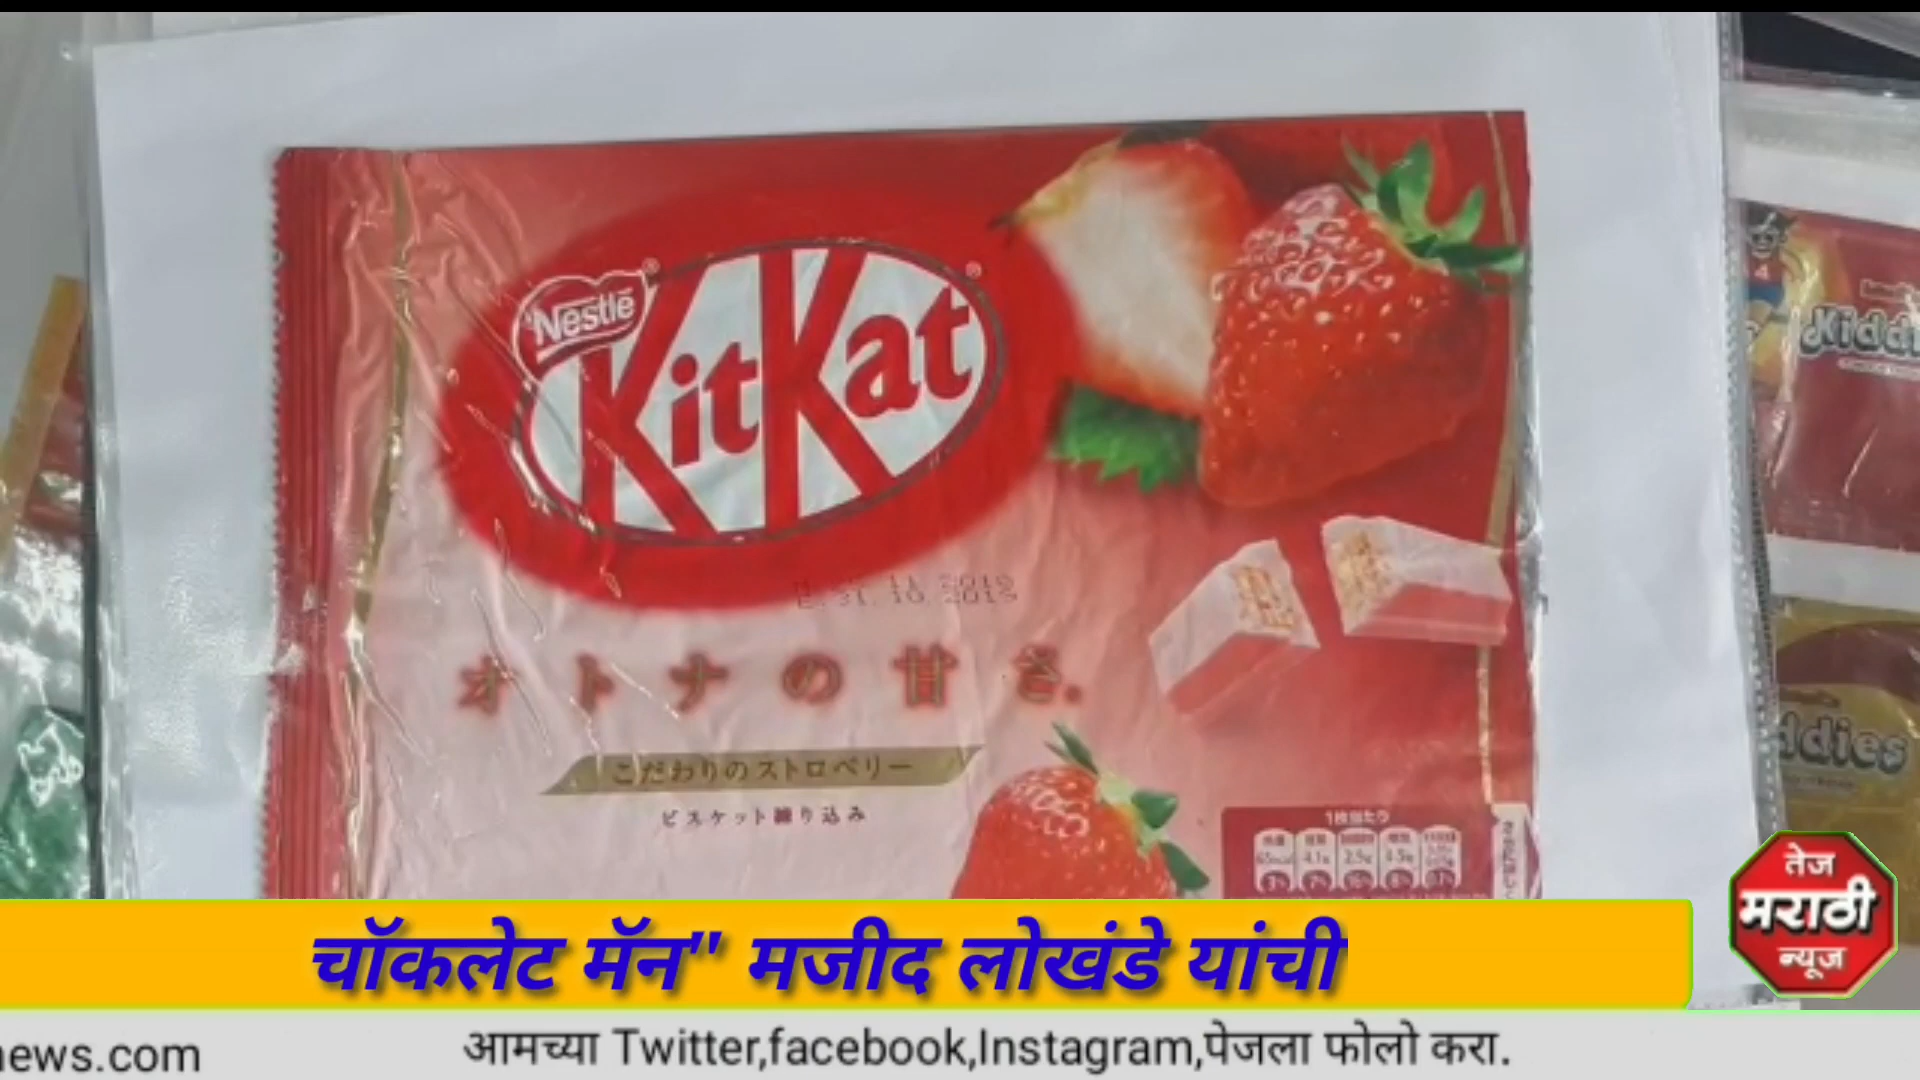 Nestlé
KitKat
オトナの甘さ.
こだわりのストロベリー
ビスケット練り込み
1枚当たり
Kidd
ddies
तेज
मराठी
न्यूज
चॉकलेट मॅन" मजीद लोखंडे यांची
ews.com
आमच्या Twitter,facebook,Instagram,पेजला फोलो करा.